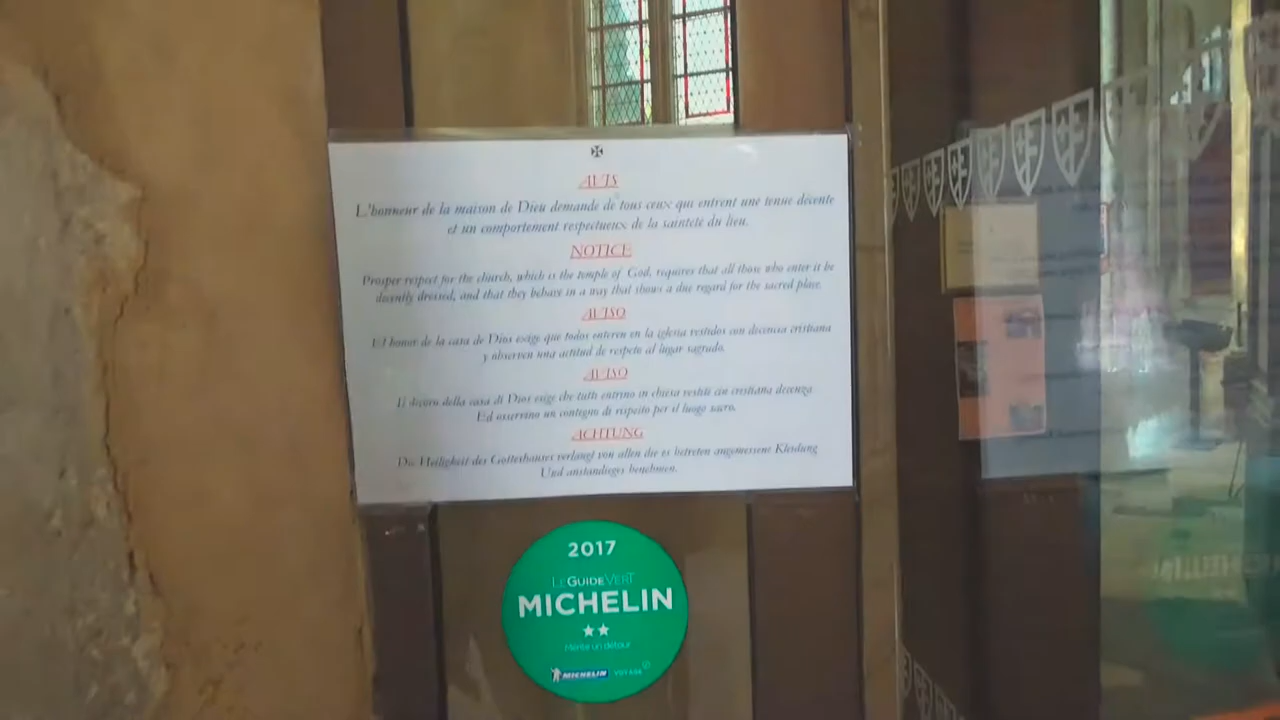 AVIS
L'honneur de la maison de Dieu demande de tous ceux qui entrent une tenue décente
et un comportement respectueux de la sainteté du lieu.
NOTICE
Prosper respect for the church, which is the temple of God, requires that all those who enter it be
decently dressed, and that they behave in a way that shows a due regard for the sacred place.
AVISO
El honor de la casa de Dios exige que todos enteren en la iglesia vestidos con decencia cristiana
y observen una actitud de respeto al lugar sagrado.
AVISO
Il decoro della casa di Dios exige che tutti entrino in chiesa vestiti con cristiana decenza
Ed osservino un contegno di rispetto per il luogo sacro.
ACHTUNG
Die Heiligheit des Gotteshauses verlangt von allen die es betreten angemessene Kleidung
Und anstandieges benehmen.
2017
LE GUIDE VERT
MICHELIN
Mérite un détour
MICHELIN VOYAGE